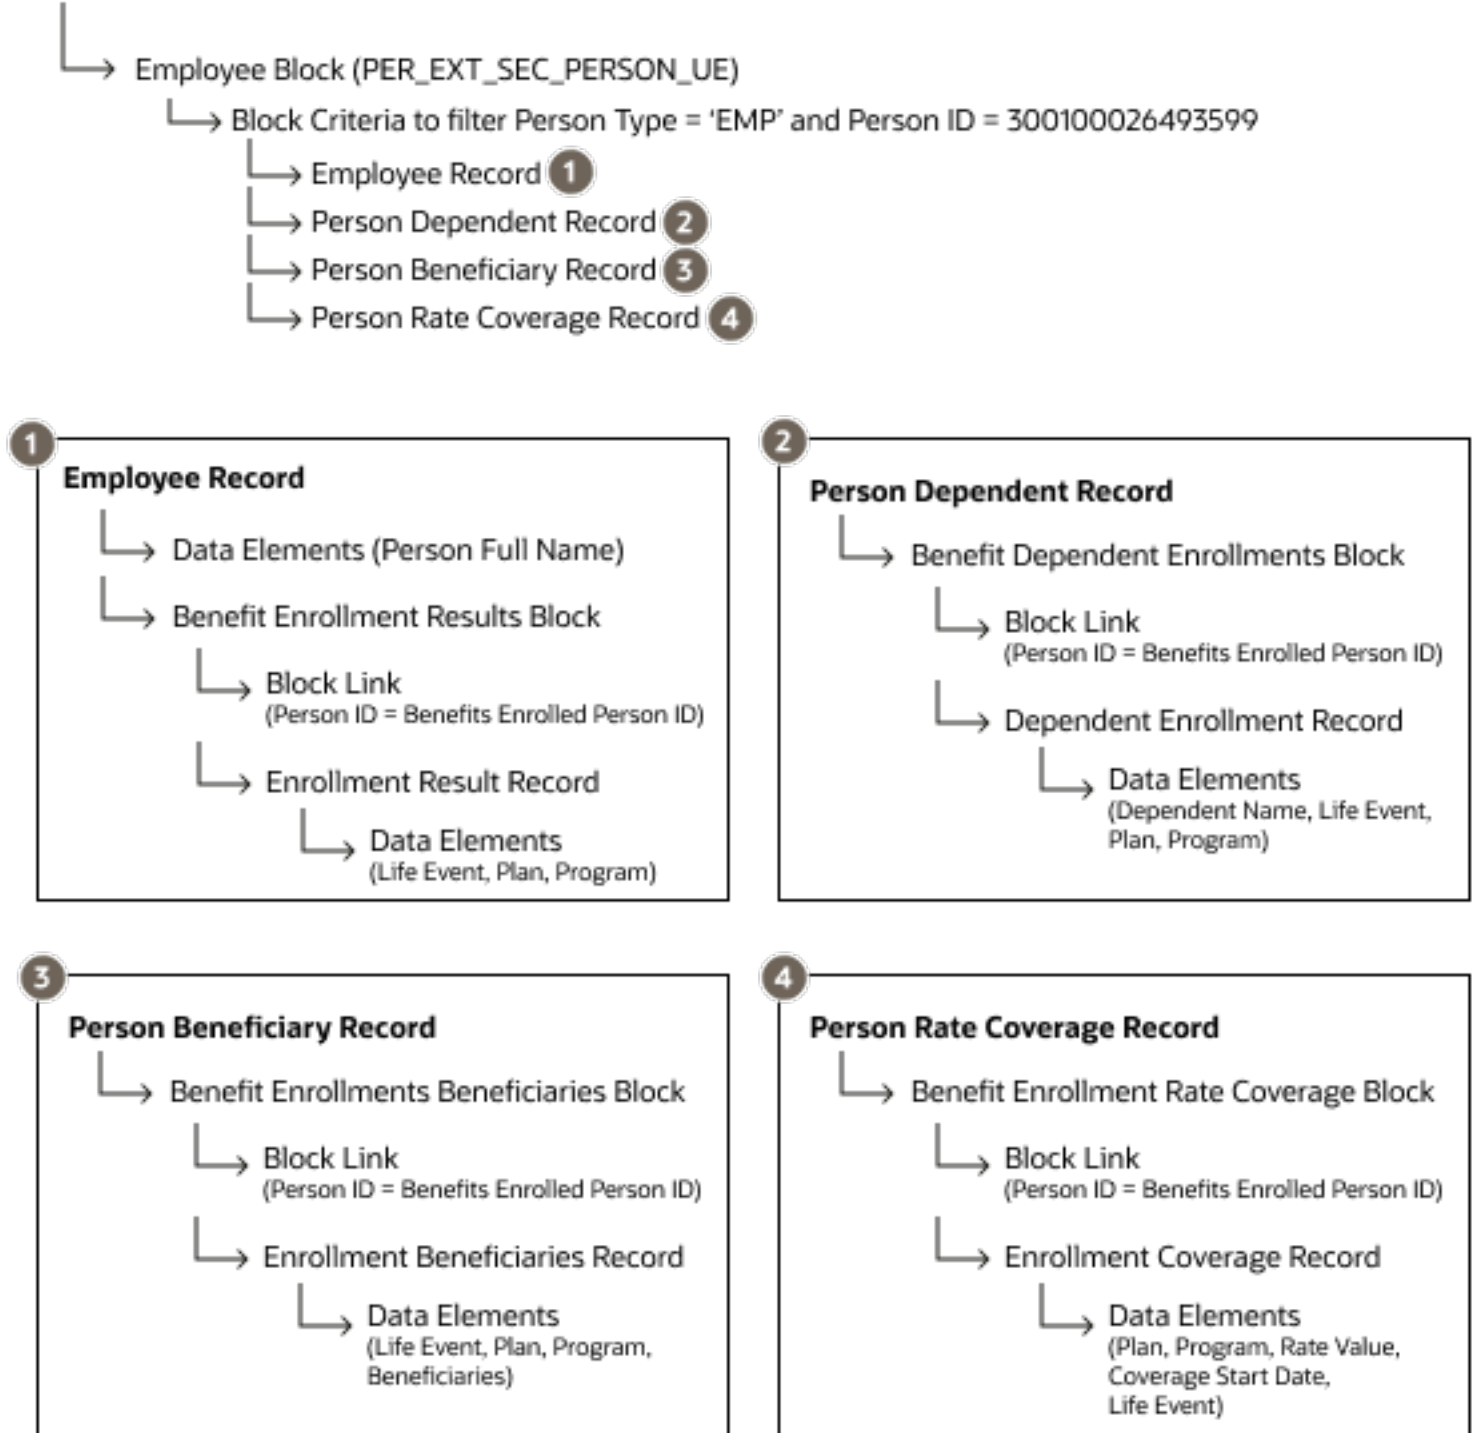 Employee Block (PER_EXT_SEC_PERSON_UE)
Block Criteria to filter Person Type = ‘EMP’ and Person ID = 300100026493599
Employee Record 1
Person Dependent Record 2
Person Beneficiary Record 3
Person Rate Coverage Record 4
1
Employee Record
Data Elements (Person Full Name)
Benefit Enrollment Results Block
Block Link
(Person ID = Benefits Enrolled Person ID)
Enrollment Result Record
Data Elements
(Life Event, Plan, Program)
2
Person Dependent Record
Benefit Dependent Enrollments Block
Block Link
(Person ID = Benefits Enrolled Person ID)
Dependent Enrollment Record
Data Elements
(Dependent Name, Life Event,
Plan, Program)
3
Person Beneficiary Record
Benefit Enrollments Beneficiaries Block
Block Link
(Person ID = Benefits Enrolled Person ID)
Enrollment Beneficiaries Record
Data Elements
(Life Event, Plan, Program,
Beneficiaries)
4
Person Rate Coverage Record
Benefit Enrollment Rate Coverage Block
Block Link
(Person ID = Benefits Enrolled Person ID)
Enrollment Coverage Record
Data Elements
(Plan, Program, Rate Value,
Coverage Start Date,
Life Event)